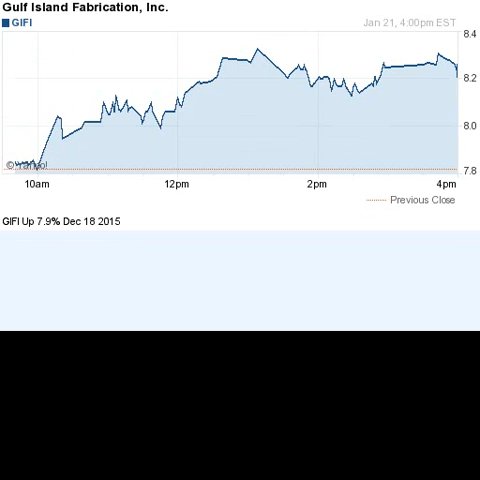 Gulf Island Fabrication, Inc.
GIFI
Jan 21, 4:00pm EST
8.4
8.2
8.0
7.8
© Yahoo!
10am
12pm
2pm
4pm
Previous Close
GIFI Up 7.9% Dec 18 2015